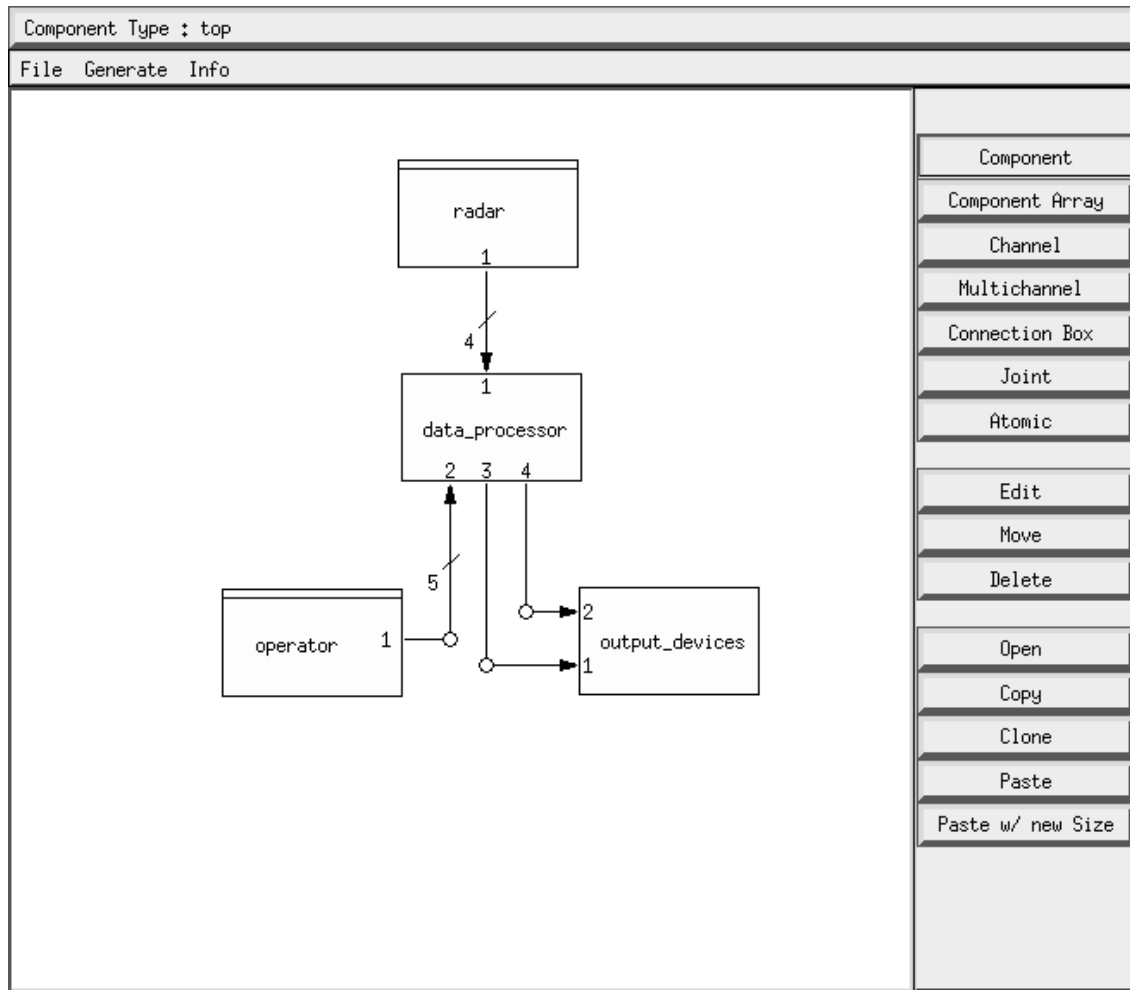 Component Type : top
File Generate Info
radar
1
4
1
data_processor
2 3 4
5
operator
1
2
output_devices
1
Component
Component Array
Channel
Multichannel
Connection Box
Joint
Atomic
Edit
Move
Delete
Open
Copy
Clone
Paste
Paste w/ new Size